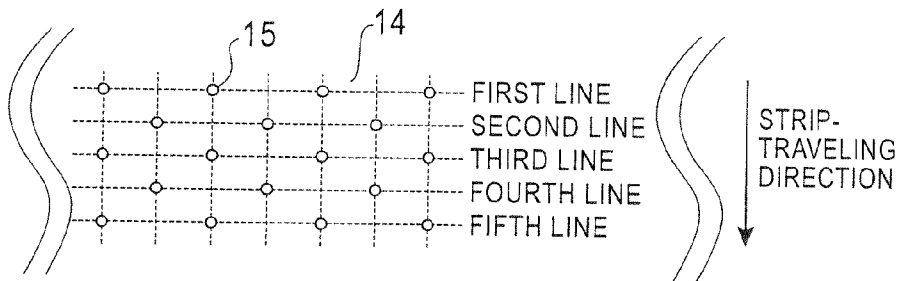 15
14
FIRST LINE
SECOND LINE
THIRD LINE
FOURTH LINE
FIFTH LINE
STRIP-
TRAVELING
DIRECTION